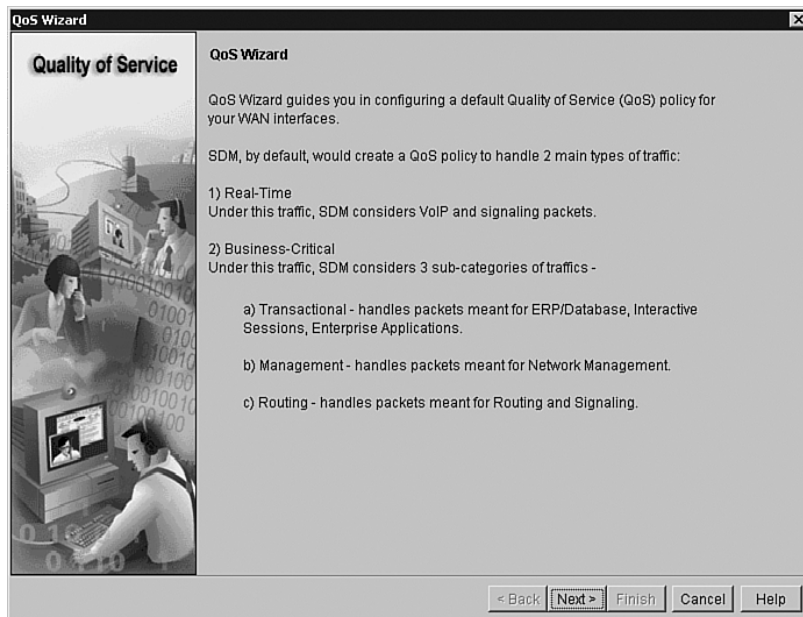 QoS Wizard
Quality of Service
QoS Wizard
QoS Wizard guides you in configuring a default Quality of Service (QoS) policy for
your WAN interfaces.
SDM, by default, would create a QoS policy to handle 2 main types of traffic:
1) Real-Time
Under this traffic, SDM considers VoIP and signaling packets.
2) Business-Critical
Under this traffic, SDM considers 3 sub-categories of traffics -
a) Transactional - handles packets meant for ERP/Database, Interactive
Sessions, Enterprise Applications.
b) Management - handles packets meant for Network Management.
c) Routing - handles packets meant for Routing and Signaling.
< Back Next > Finish Cancel Help